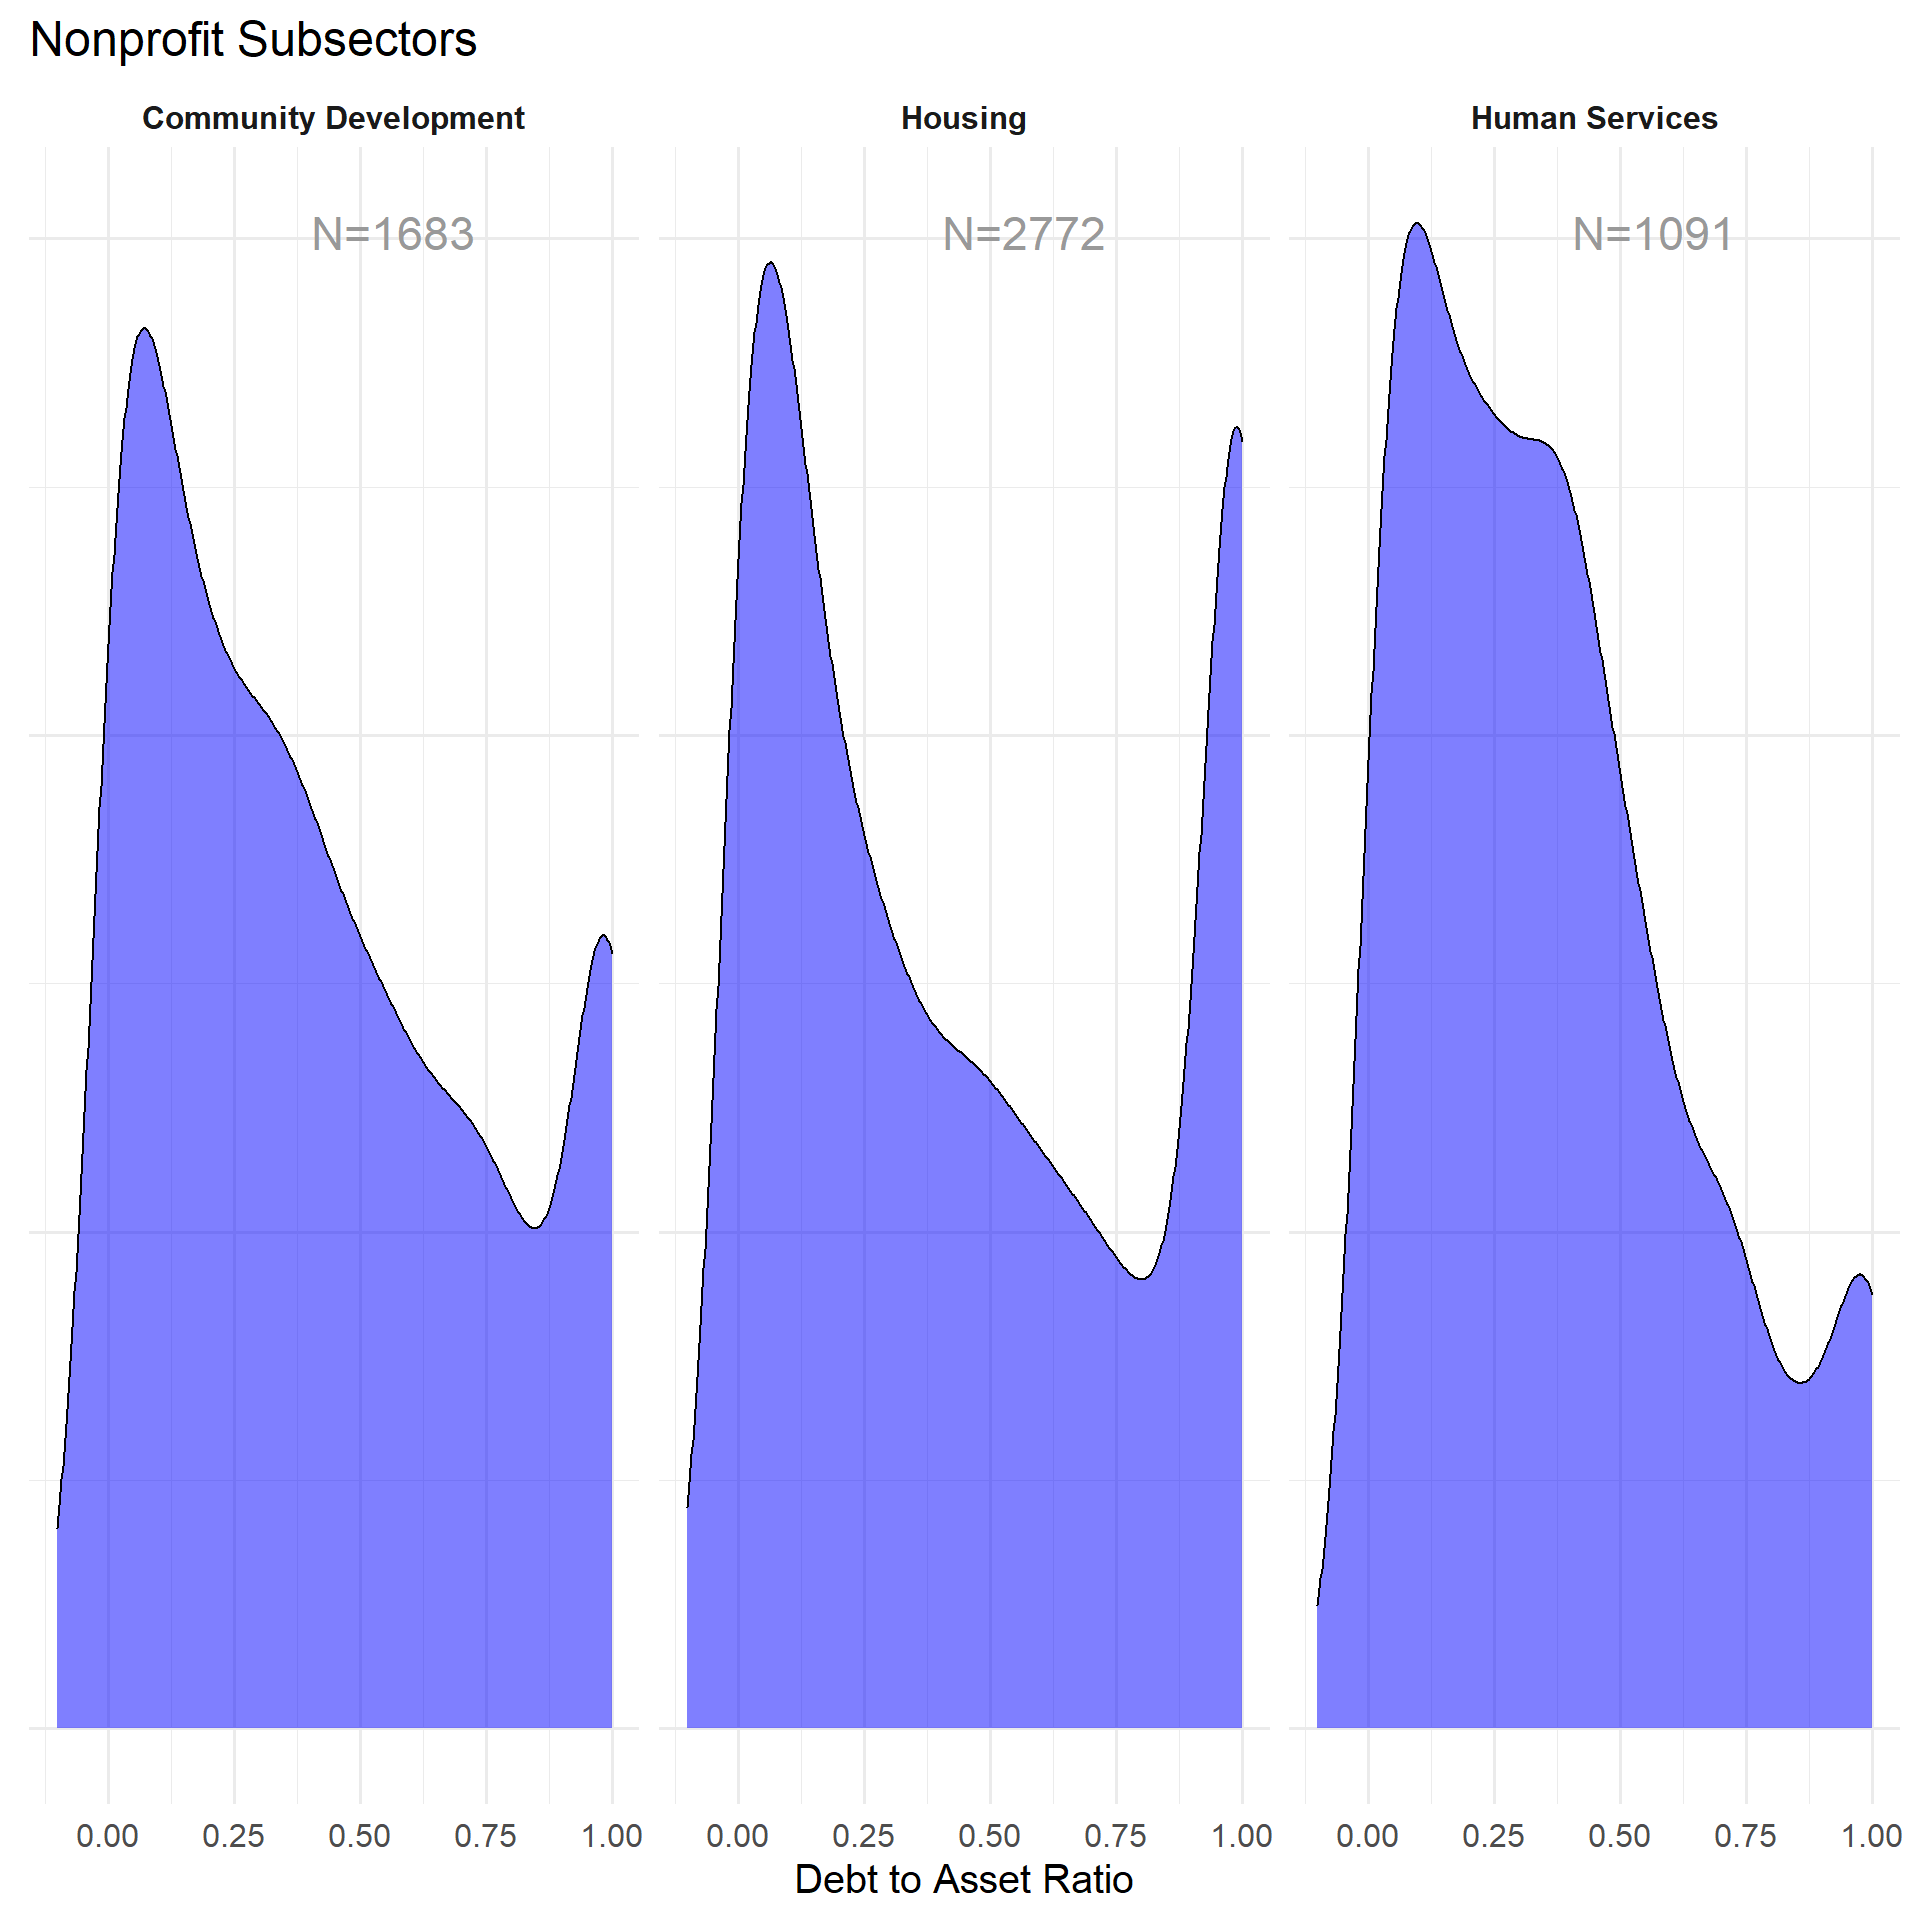 Nonprofit Subsectors
Community Development Housing Human Services
N=1683 N=2772 N=1091
0.00 0.25 0.50 0.75 1.00 0.00 0.25 0.50 0.75 1.00 0.00 0.25 0.50 0.75 1.00
Debt to Asset Ratio